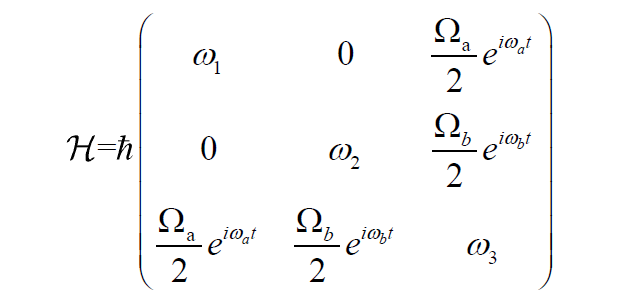 ℋ=ħ ( ω₁ 0 Ωₐ/2 e^{iωₐt}
0 ω₂ Ω_b/2 e^{iω_bt}
Ωₐ/2 e^{iωₐt} Ω_b/2 e^{iω_bt} ω₃ )